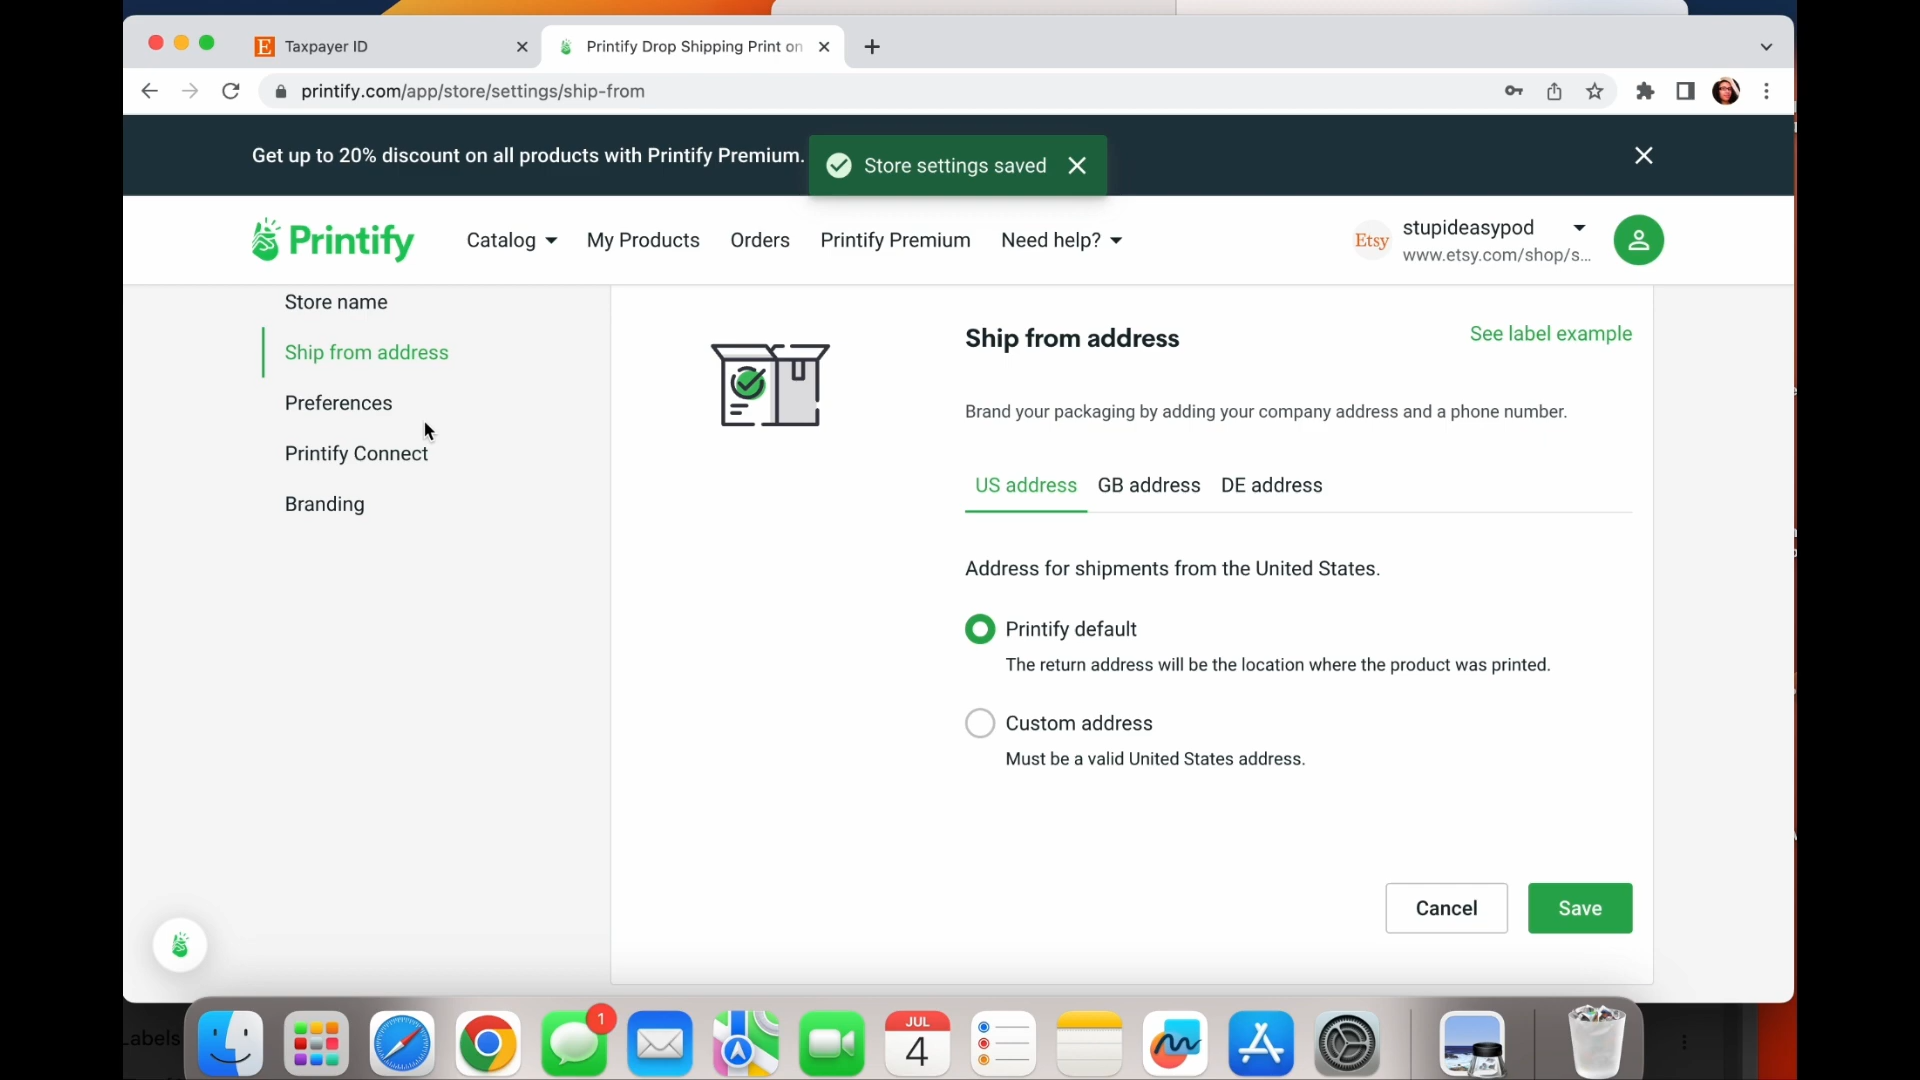 Taxpayer ID
Printify Drop Shipping Print on
printify.com/app/store/settings/ship-from
Get up to 20% discount on all products with Printify Premium.
Store settings saved
Printify
Catalog
My Products
Orders
Printify Premium
Need help?
Etsy
stupideasypod
www.etsy.com/shop/s...
Store name
Ship from address
Preferences
Printify Connect
Branding
Ship from address
See label example
Brand your packaging by adding your company address and a phone number.
US address
GB address
DE address
Address for shipments from the United States.
Printify default
The return address will be the location where the product was printed.
Custom address
Must be a valid United States address.
Cancel
Save
1
JUL
4